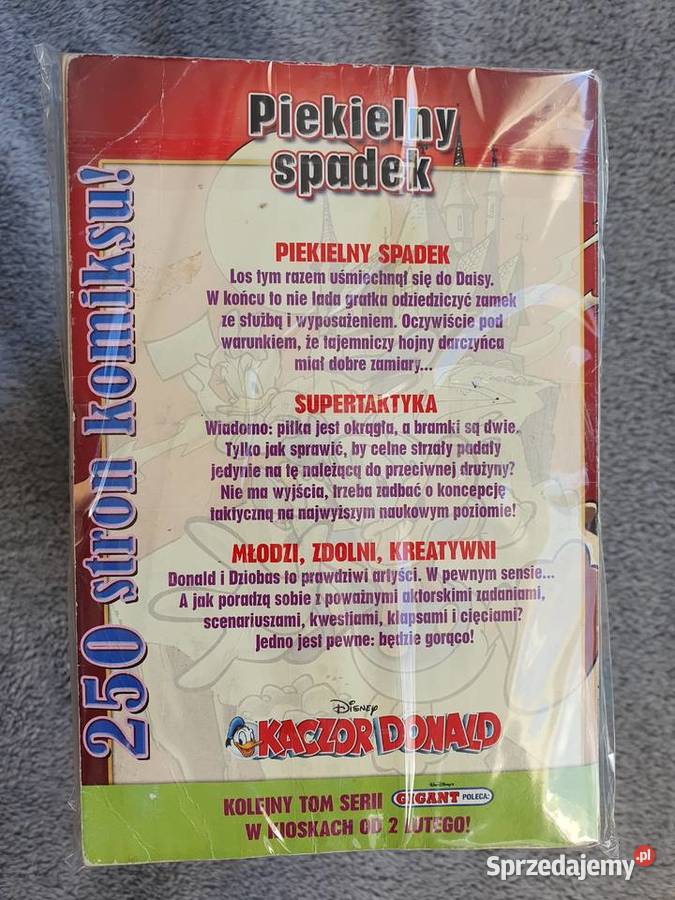 Piekielny
spadek
250 stron komiksu!
PIEKIELNY SPADEK
Los tym razem uśmiechnął się do Daisy.
W końcu to nie lada gratka odziedziczyć zamek
ze służbą i wyposażeniem. Oczywiście pod
warunkiem, że tajemniczy hojny darczyńca
miał dobre zamiary...
SUPERTAKTYKA
Wiadomo: piłka jest okrągła, a bramki są dwie.
Tylko jak sprawić, by celne strzały padały
jedynie na tę należącą do przeciwnej drużyny?
Nie ma wyjścia, trzeba zadbać o koncepcję
taktyczną na najwyższym naukowym poziomie!
MŁODZI, ZDOLNI, KREATYWNI
Donald i Dziobas to prawdziwi artyści. W pewnym sensie...
A jak poradzą sobie z poważnymi aktorskimi zadaniami,
scenariuszami, kwestiami, klapsami i cięciami?
Jedno jest pewne: będzie gorąco!
DISNEY
KACZOR DONALD
KOLEJNY TOM SERII Walt Disney's GIGANT POLECA:
W KIOSKACH OD 2 LUTEGO!
Sprzedajemy.pl